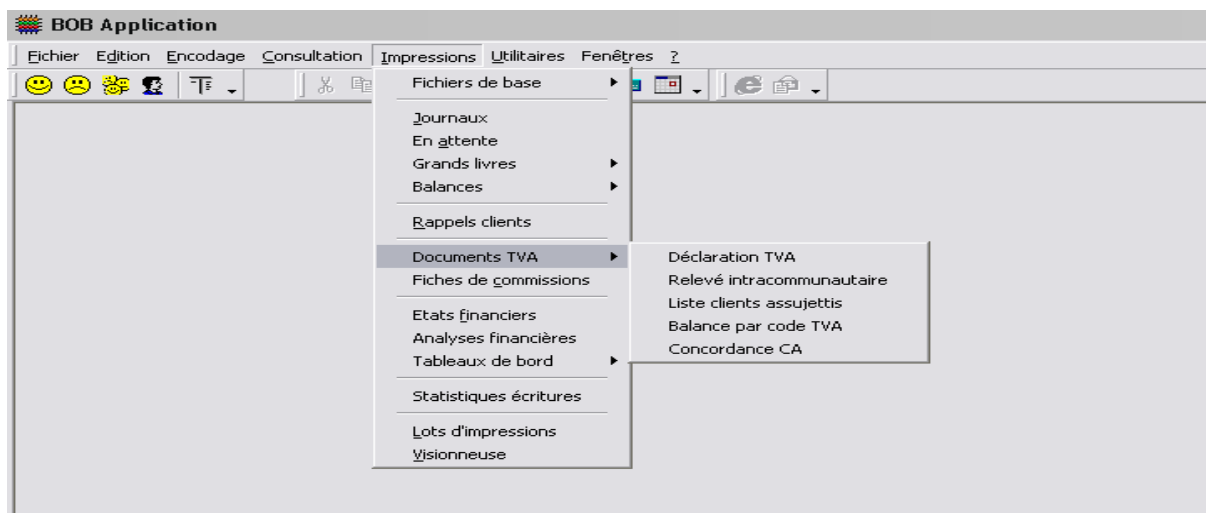 BOB Application
Fichier Edition Encodage Consultation Impressions Utilitaires Fenêtres ?
Fichiers de base
Journaux
En attente
Grands livres
Balances
Rappels clients
Documents TVA
Fiches de commissions
Etats financiers
Analyses financières
Tableaux de bord
Statistiques écritures
Lots d'impressions
Visionneuse
Déclaration TVA
Relevé intracommunautaire
Liste clients assujettis
Balance par code TVA
Concordance CA